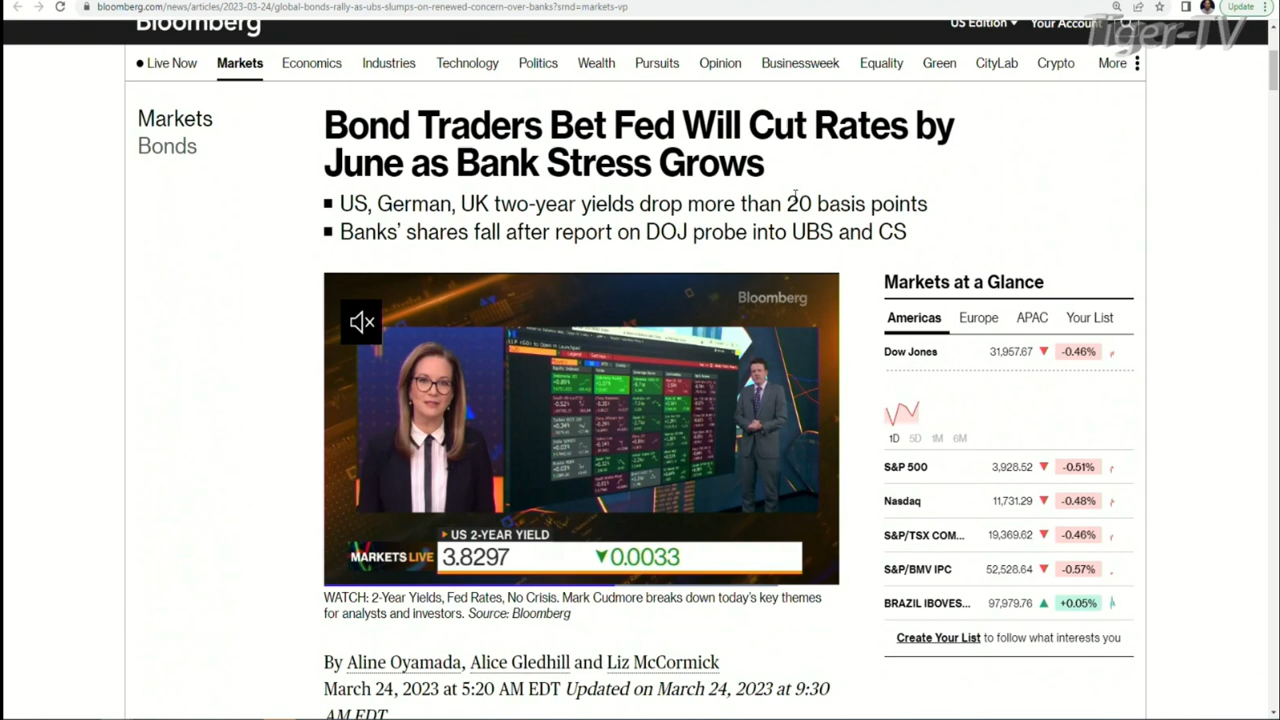 bloomberg.com/news/articles/2023-03-24/global-bonds-rally-as-ubs-slumps-on-renewed-concern-over-banks?srnd=markets-vp
Update
Bloomberg
US Edition
Your Account
Tiger-TV
Live Now
Markets
Economics
Industries
Technology
Politics
Wealth
Pursuits
Opinion
Businessweek
Equality
Green
CityLab
Crypto
More
Markets
Bonds
Bond Traders Bet Fed Will Cut Rates by
June as Bank Stress Grows
US, German, UK two-year yields drop more than 20 basis points
Banks’ shares fall after report on DOJ probe into UBS and CS
Bloomberg
US 2-YEAR YIELD
MARKETS LIVE
3.8297
0.0033
WATCH: 2-Year Yields, Fed Rates, No Crisis. Mark Cudmore breaks down today's key themes
for analysts and investors. Source: Bloomberg
By Aline Oyamada, Alice Gledhill and Liz McCormick
March 24, 2023 at 5:20 AM EDT Updated on March 24, 2023 at 9:30
AM EDT
Markets at a Glance
Americas
Europe
APAC
Your List
Dow Jones 31,957.67 -0.46%
1D 5D 1M 6M
S&P 500 3,928.52 -0.51%
Nasdaq 11,731.29 -0.48%
S&P/TSX COM... 19,369.62 -0.46%
S&P/BMV IPC 52,528.64 -0.57%
BRAZIL IBOVES... 97,979.76 +0.05%
Create Your List to follow what interests you